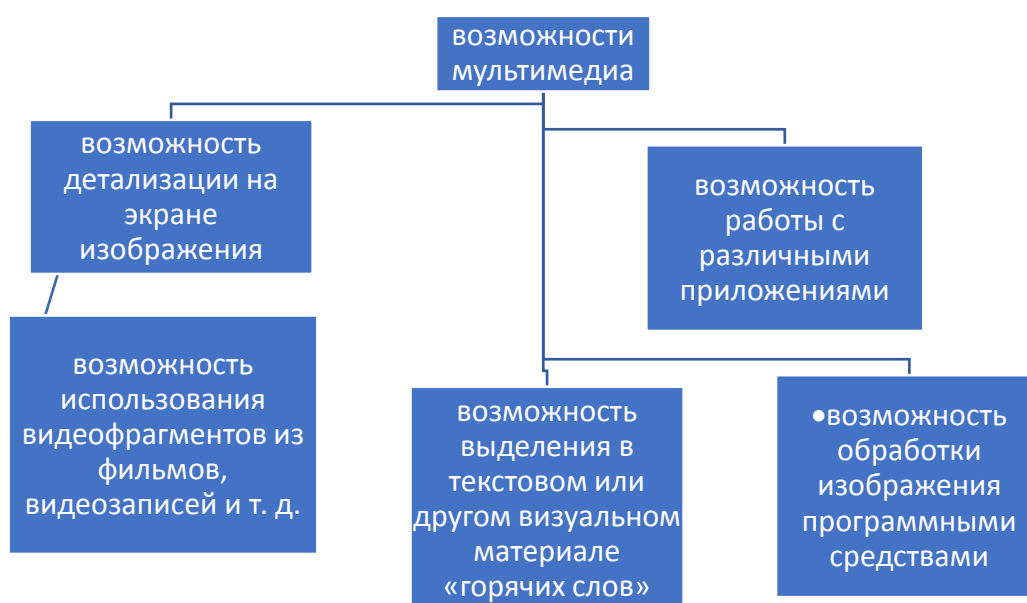 возможности
мультимедиа
возможность
детализации на
экране
изображения
возможность
работы с
различными
приложениями
возможность
использования
видеофрагментов из
фильмов,
видеозаписей и т. д.
возможность
выделения в
текстовом или
другом визуальном
материале
«горячих слов»
•возможность
обработки
изображения
программными
средствами